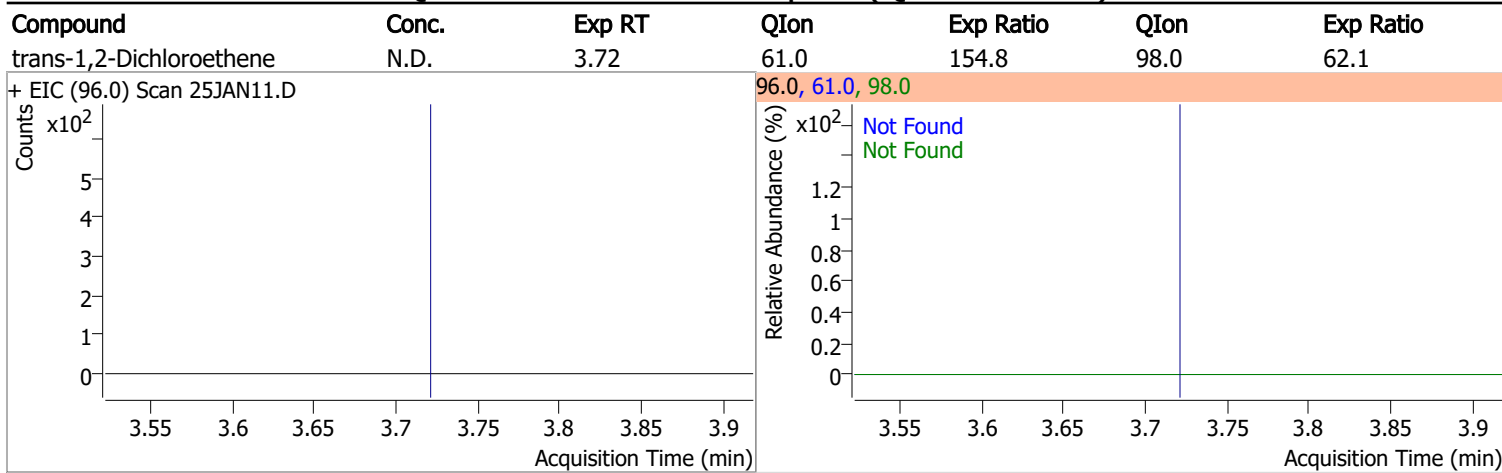 Compound Conc. Exp RT QIon Exp Ratio QIon Exp Ratio
trans-1,2-Dichloroethene N.D. 3.72 61.0 154.8 98.0 62.1
+ EIC (96.0) Scan 25JAN11.D
Counts
x10²
5
4
3
2
1
0
3.55 3.6 3.65 3.7 3.75 3.8 3.85 3.9
Acquisition Time (min)
96.0, 61.0, 98.0
Relative Abundance (%)
x10²
Not Found
Not Found
1.2
1
0.8
0.6
0.4
0.2
0
3.55 3.6 3.65 3.7 3.75 3.8 3.85 3.9
Acquisition Time (min)